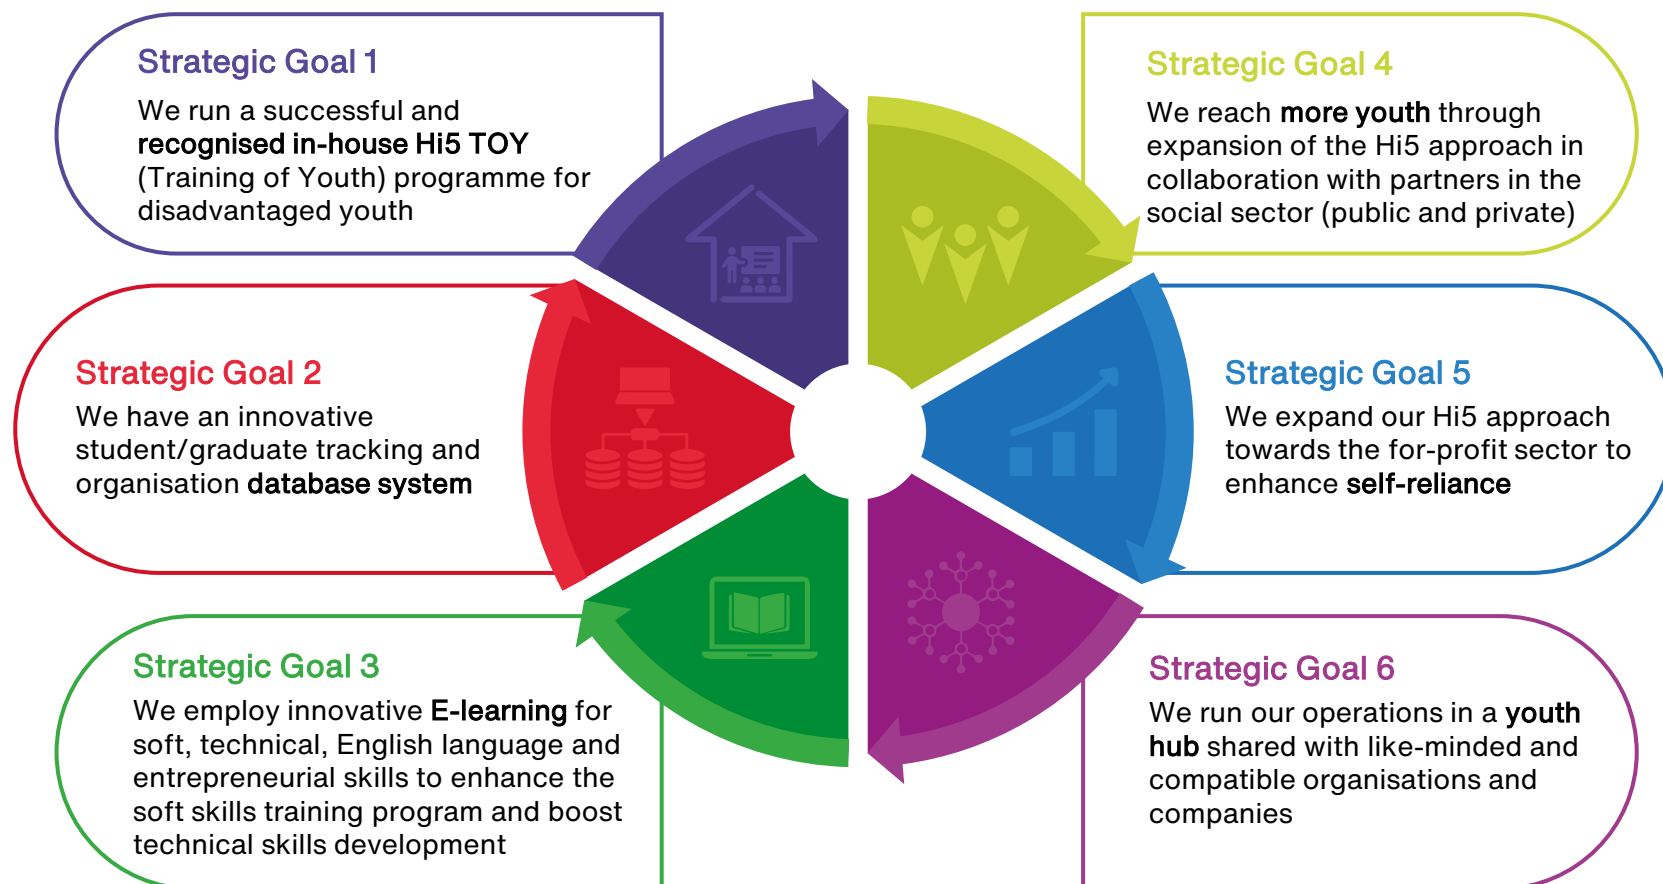 Strategic Goal 1
We run a successful and
recognised in-house Hi5 TOY
(Training of Youth) programme for
disadvantaged youth
Strategic Goal 2
We have an innovative
student/graduate tracking and
organisation database system
Strategic Goal 3
We employ innovative E-learning for
soft, technical, English language and
entrepreneurial skills to enhance the
soft skills training program and boost
technical skills development
Strategic Goal 4
We reach more youth through
expansion of the Hi5 approach in
collaboration with partners in the
social sector (public and private)
Strategic Goal 5
We expand our Hi5 approach
towards the for-profit sector to
enhance self-reliance
Strategic Goal 6
We run our operations in a youth
hub shared with like-minded and
compatible organisations and
companies